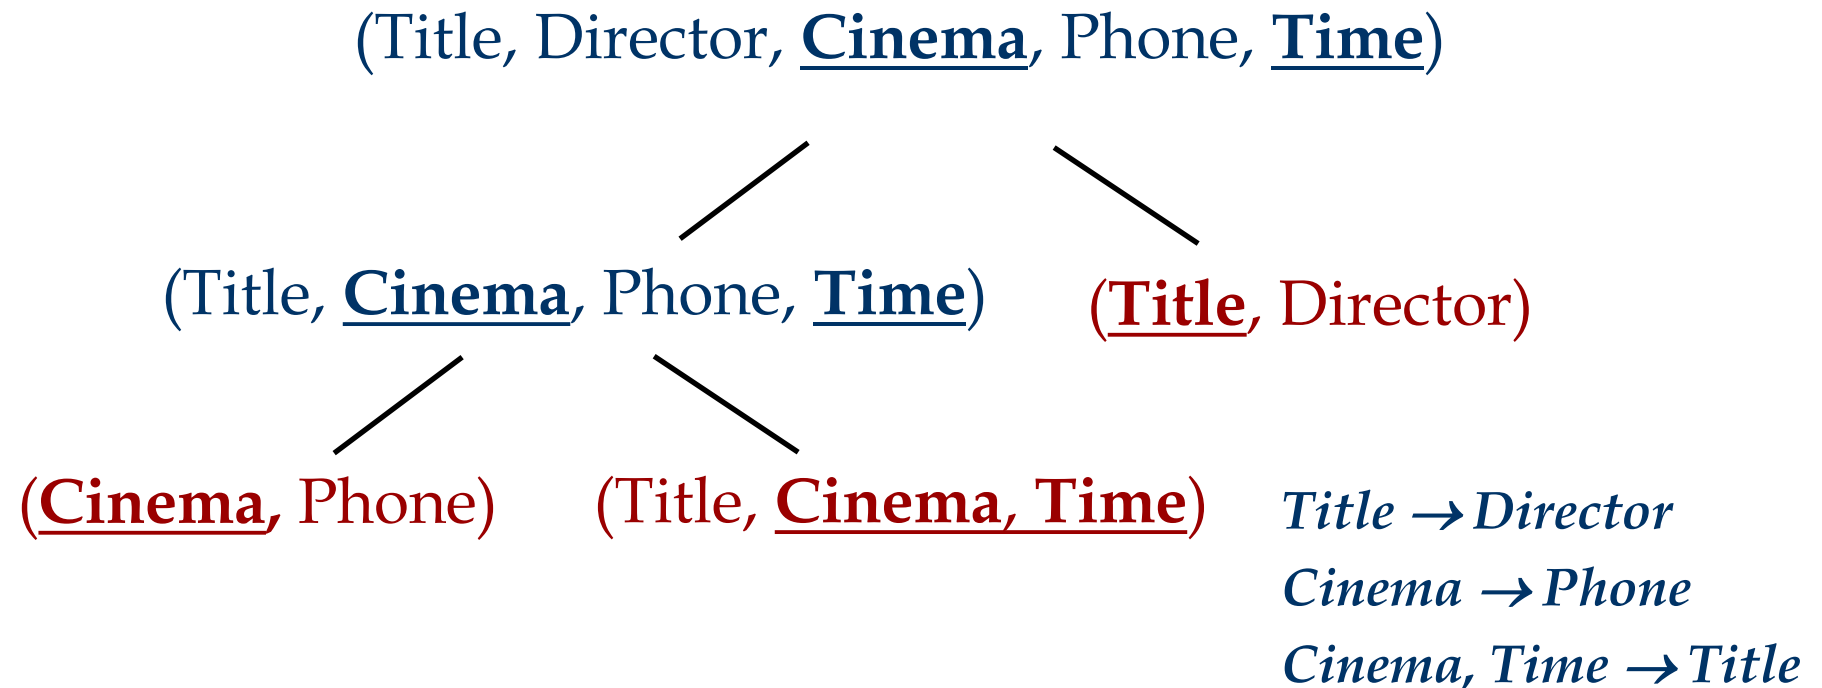 (Title, Director, Cinema, Phone, Time)
(Title, Cinema, Phone, Time)
(Title, Director)
(Cinema, Phone)
(Title, Cinema, Time)
Title → Director
Cinema → Phone
Cinema, Time → Title